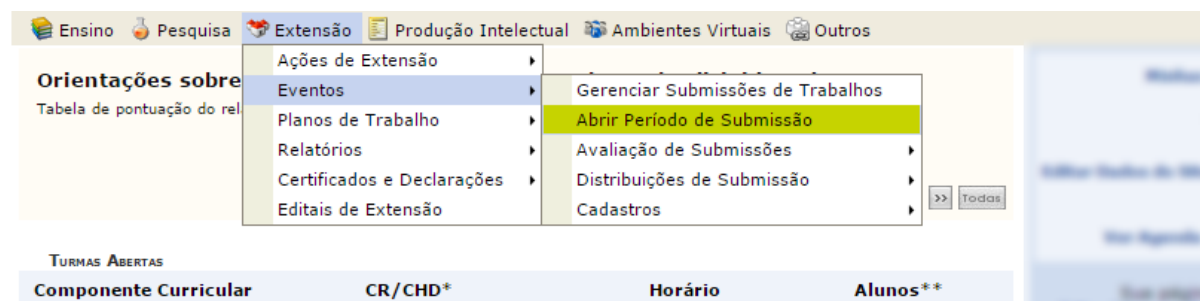 Ensino Pesquisa Extensão Produção Intelectual Ambientes Virtuais Outros
Orientações sobre
Tabela de pontuação do rel
Ações de Extensão
Eventos
Planos de Trabalho
Relatórios
Certificados e Declarações
Editais de Extensão
Gerenciar Submissões de Trabalhos
Abrir Período de Submissão
Avaliação de Submissões
Distribuições de Submissão
Cadastros
>> Todas
TURMAS ABERTAS
Componente Curricular CR/CHD* Horário Alunos**